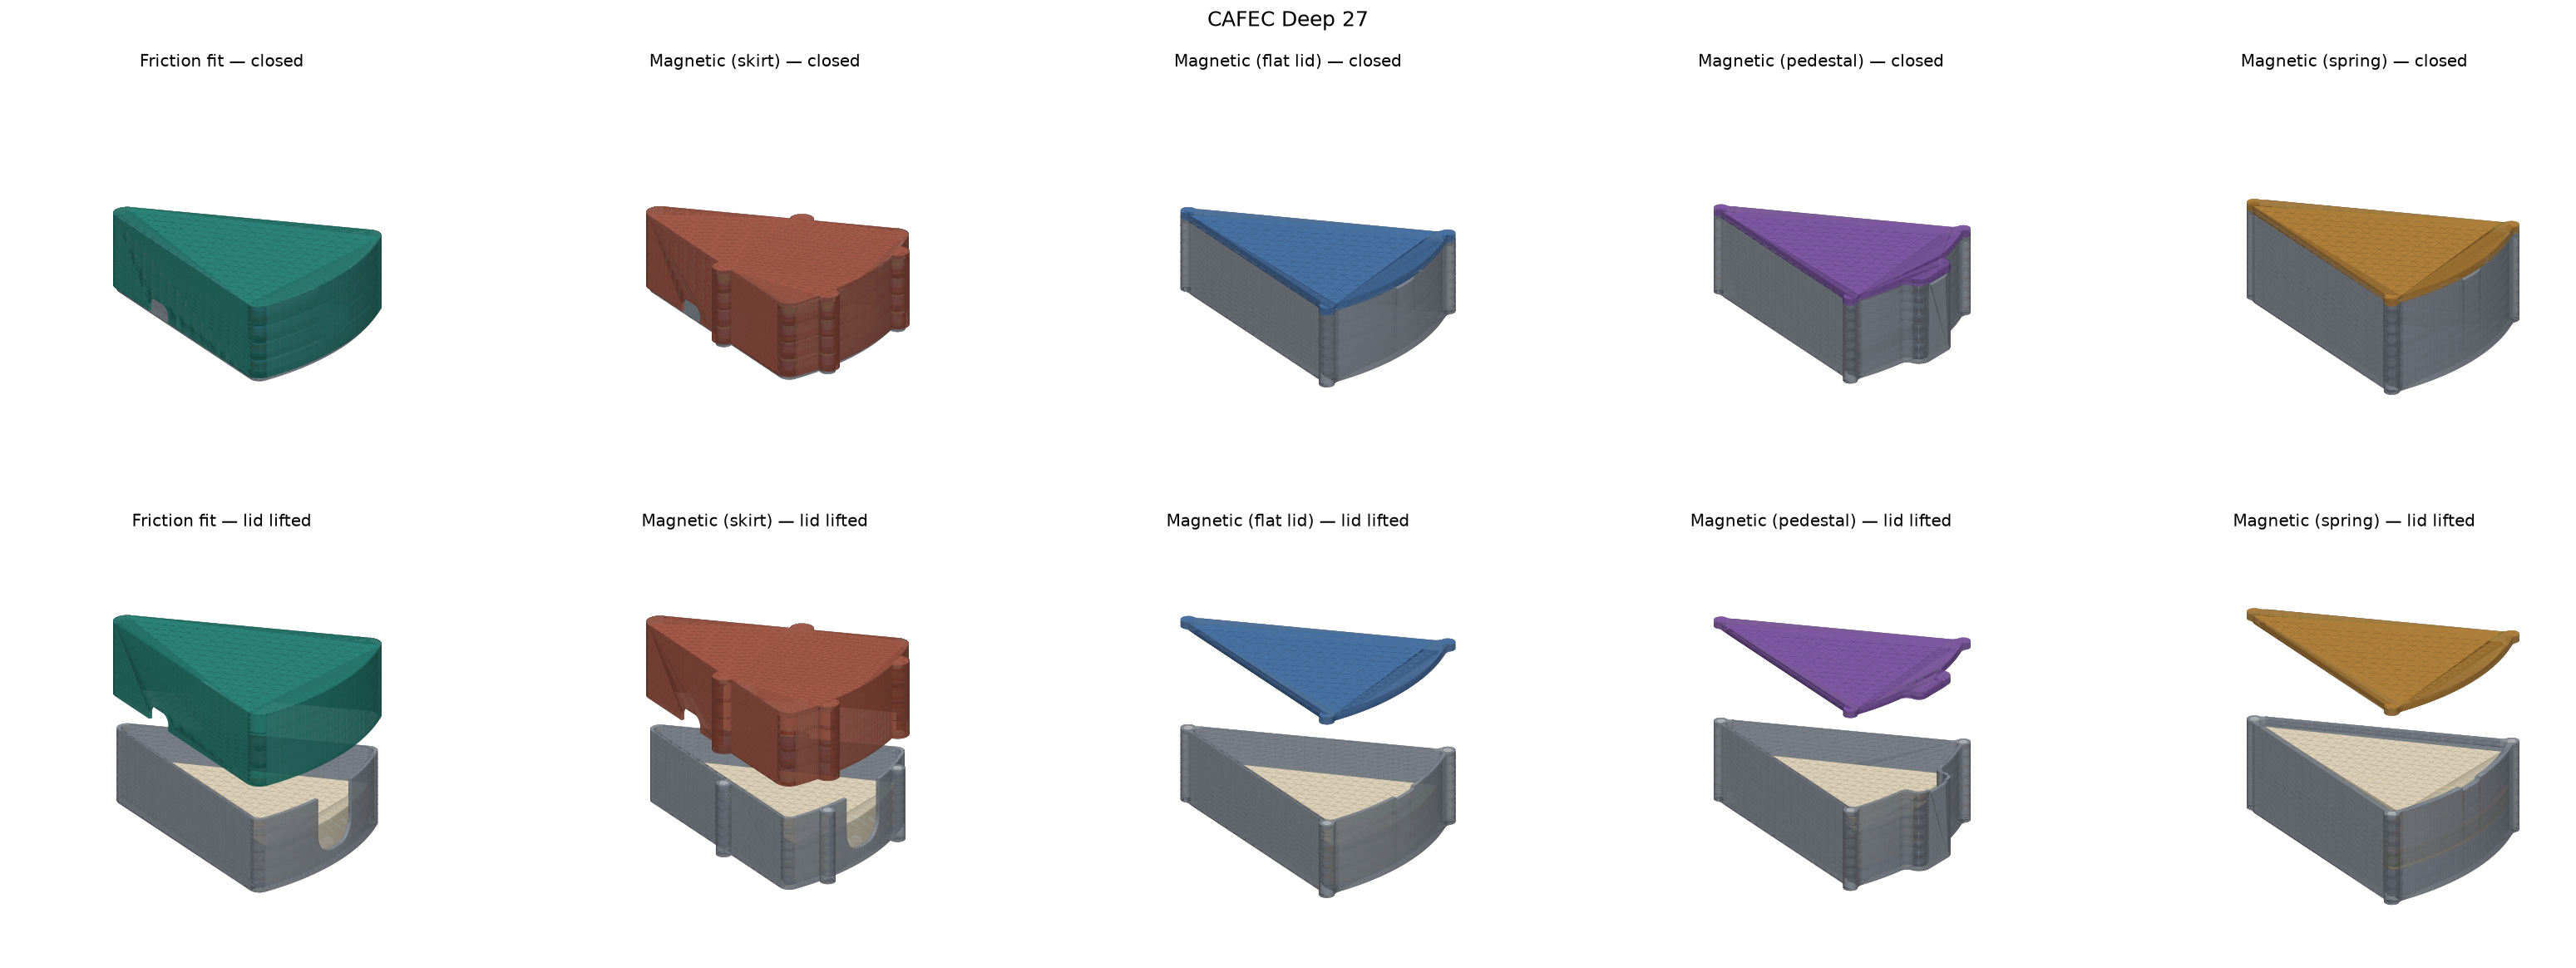 CAFEC Deep 27
Friction fit — closed
Magnetic (skirt) — closed
Magnetic (flat lid) — closed
Magnetic (pedestal) — closed
Magnetic (spring) — closed
Friction fit — lid lifted
Magnetic (skirt) — lid lifted
Magnetic (flat lid) — lid lifted
Magnetic (pedestal) — lid lifted
Magnetic (spring) — lid lifted